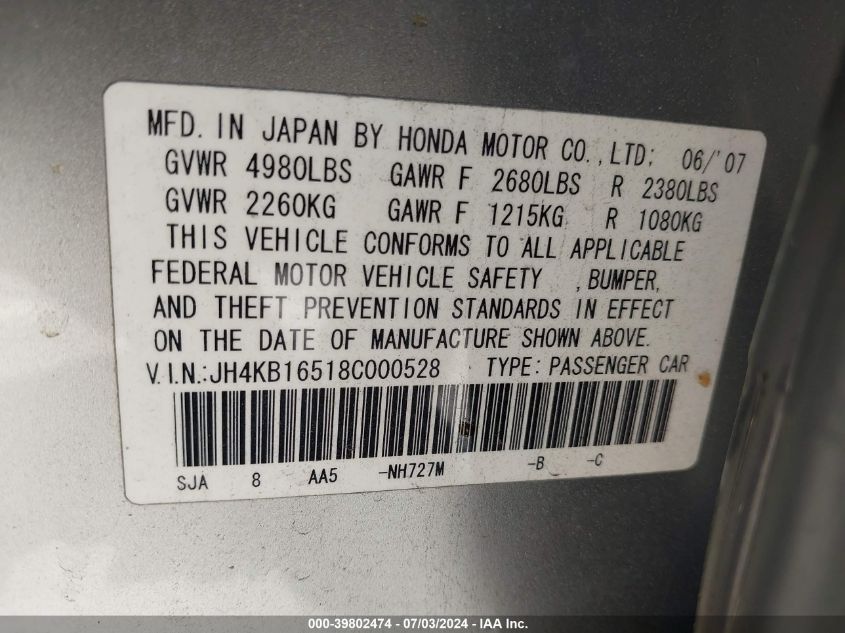 MFD. IN JAPAN BY HONDA MOTOR CO., LTD; 06/'07
GVWR 4980LBS GAWR F 2680LBS R 2380LBS
GVWR 2260KG GAWR F 1215KG R 1080KG
THIS VEHICLE CONFORMS TO ALL APPLICABLE
FEDERAL MOTOR VEHICLE SAFETY , BUMPER,
AND THEFT PREVENTION STANDARDS IN EFFECT
ON THE DATE OF MANUFACTURE SHOWN ABOVE.
V.I.N.:JH4KB16518C000528 TYPE: PASSENGER CAR
SJA 8 AA5 -NH727M -B -C
000-39802474 - 07/03/2024 - IAA Inc.